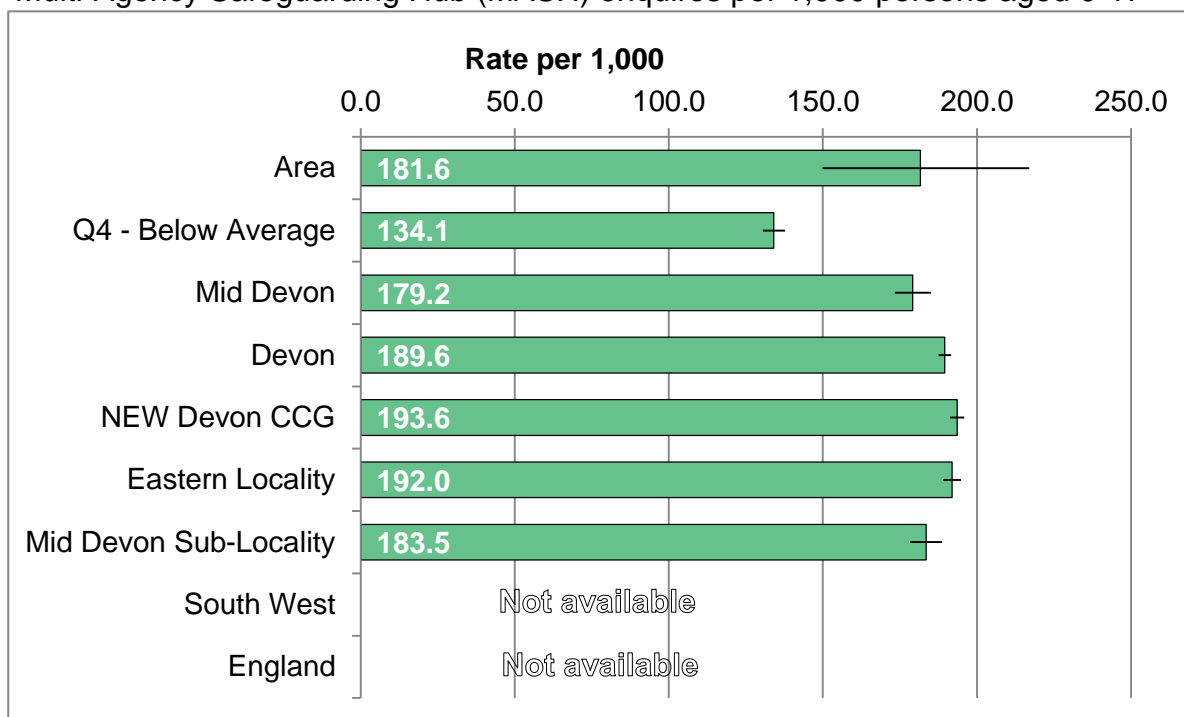 Rate per 1,000
0.0 50.0 100.0 150.0 200.0 250.0
Area 181.6
Q4 - Below Average 134.1
Mid Devon 179.2
Devon 189.6
NEW Devon CCG 193.6
Eastern Locality 192.0
Mid Devon Sub-Locality 183.5
South West Not available
England Not available